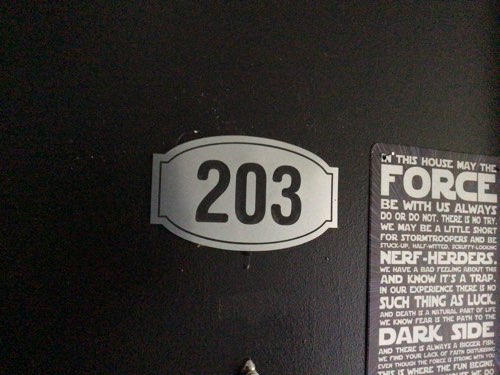 203
IN THIS HOUSE MAY THE
FORCE
BE WITH US ALWAYS
DO OR DO NOT. THERE IS NO TRY.
WE MAY BE A LITTLE SHORT
FOR STORMTROOPERS AND BE
STUCK-UP, HALF-WITTED, SCRUFFY-LOOKING
NERF-HERDERS.
WE HAVE A BAD FEELING ABOUT THIS
AND KNOW IT'S A TRAP.
IN OUR EXPERIENCE THERE IS NO
SUCH THING AS LUCK.
AND DEATH IS A NATURAL PART OF LIFE
WE KNOW FEAR IS THE PATH TO THE
DARK SIDE
AND THERE IS ALWAYS A BIGGER FISH.
WE FIND YOUR LACK OF FAITH DISTURBING
EVEN THOUGH THE FORCE IS STRONG WITH YOU
THIS IS WHERE THE FUN BEGINS.